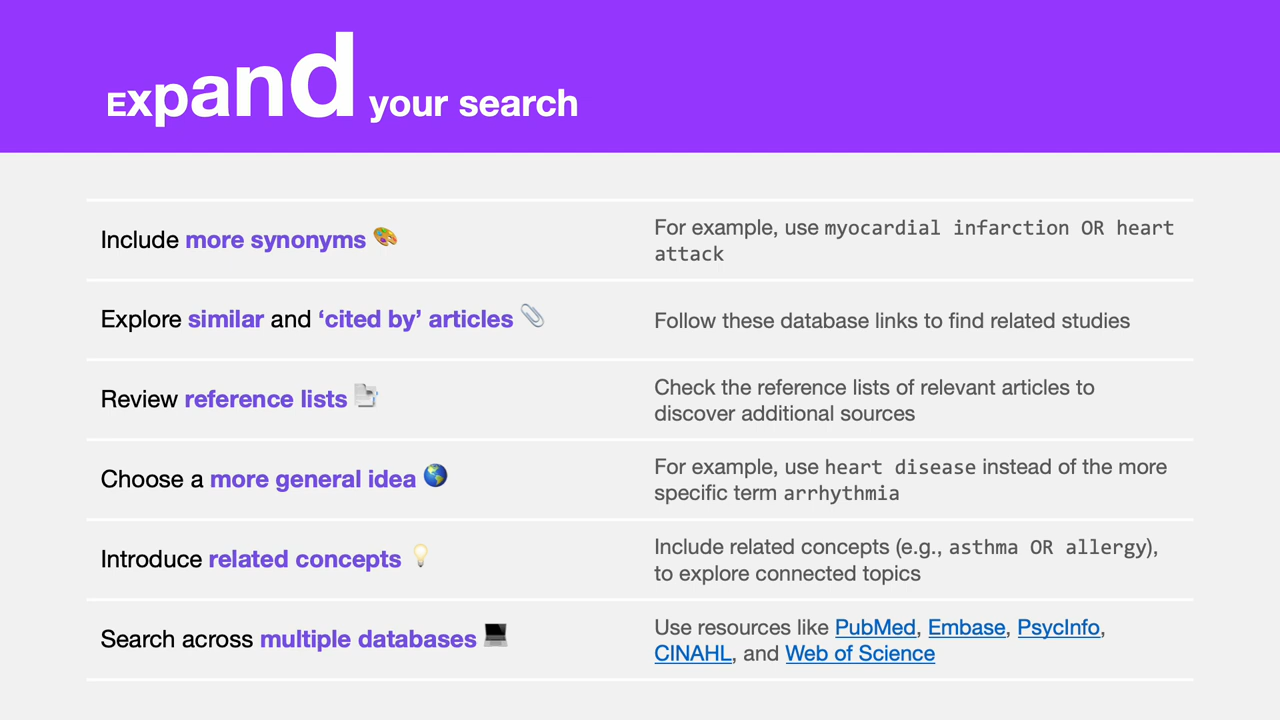 Expand your search
Include more synonyms 🎨
For example, use myocardial infarction OR heart
attack
Explore similar and ‘cited by’ articles 📎
Follow these database links to find related studies
Review reference lists 📑
Check the reference lists of relevant articles to
discover additional sources
Choose a more general idea 🌎
For example, use heart disease instead of the more
specific term arrhythmia
Introduce related concepts 💡
Include related concepts (e.g., asthma OR allergy),
to explore connected topics
Search across multiple databases 💻
Use resources like PubMed, Embase, PsycInfo,
CINAHL, and Web of Science